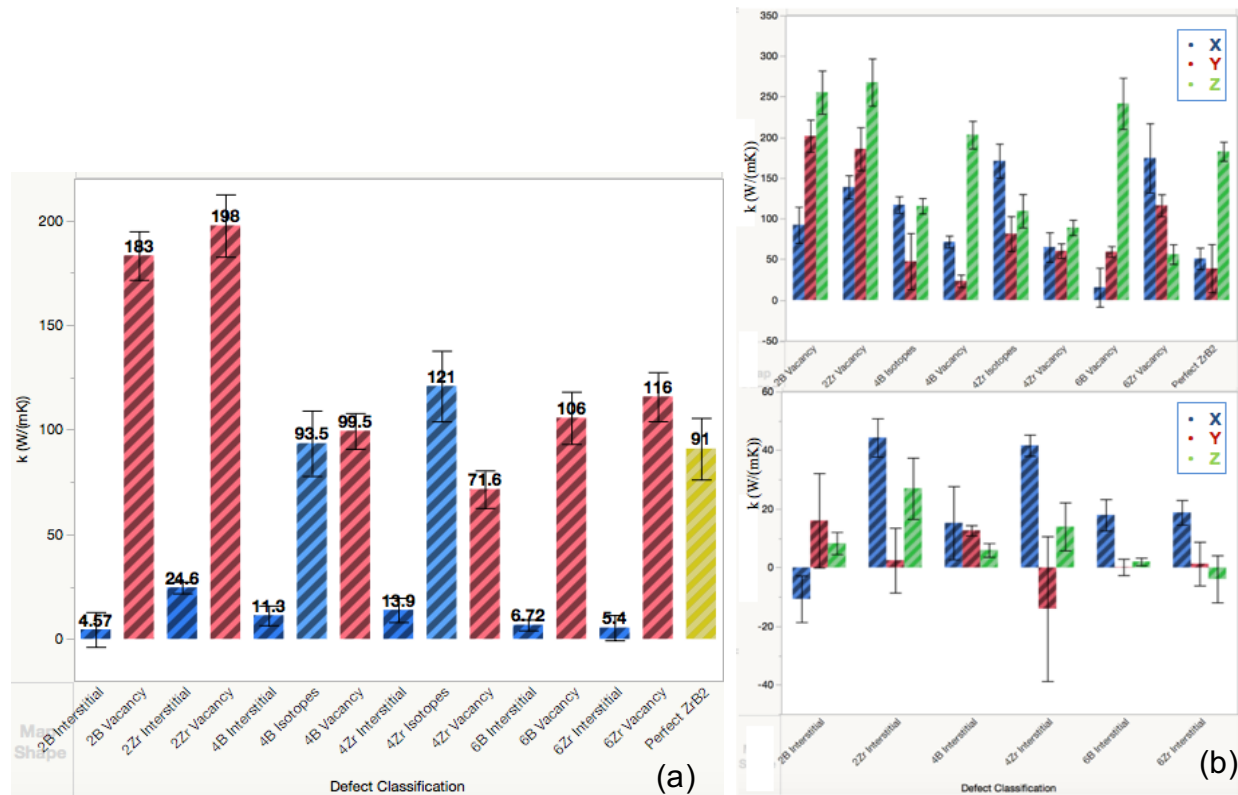 200
150
100
50
0
k (W/(mK))
4.57
183
24.6
198
11.3
93.5
99.5
13.9
121
71.6
6.72
106
5.4
116
91
2B Interstitial
2B Vacancy
2Zr Interstitial
2Zr Vacancy
4B Interstitial
4B Isotopes
4B Vacancy
4Zr Interstitial
4Zr Isotopes
4Zr Vacancy
6B Interstitial
6B Vacancy
6Zr Interstitial
6Zr Vacancy
Perfect ZrB2
Map
Shape
Defect Classification
(a)
350
300
250
200
150
100
50
0
-50
k (W/(mK))
X
Y
Z
2B Vacancy
2Zr Vacancy
4B Isotopes
4B Vacancy
4Zr Isotopes
4Zr Vacancy
6B Vacancy
6Zr Vacancy
Perfect ZrB2
60
40
20
0
-20
-40
k (W/(mK))
X
Y
Z
2B Interstitial
2Zr Interstitial
4B Interstitial
4Zr Interstitial
6B Interstitial
6Zr Interstitial
Defect Classification
(b)